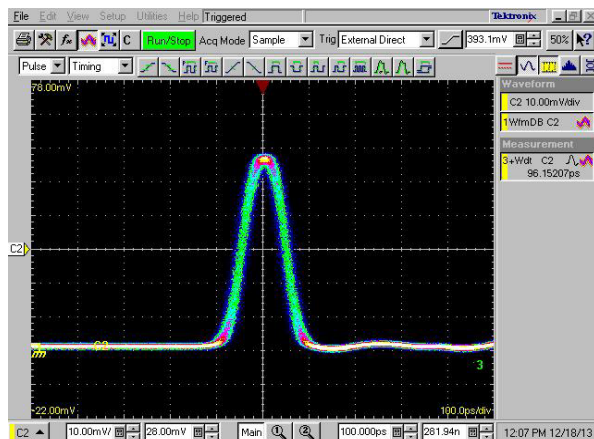 File Edit View Setup Utilities Help Triggered Tektronix
C Run/Stop Acq Mode Sample Trig External Direct 393.1mV 50%
Pulse Timing
78.00mV
Waveform
C2 10.00mV/div
1 WfmDB C2
Measurement
3 +Wdt C2
96.15207ps
C2
C2
3
-22.00mV 100.0ps/div
C2 10.00mV/ 28.00mV Main 1 2 100.000ps 281.94n 12:07 PM 12/18/13